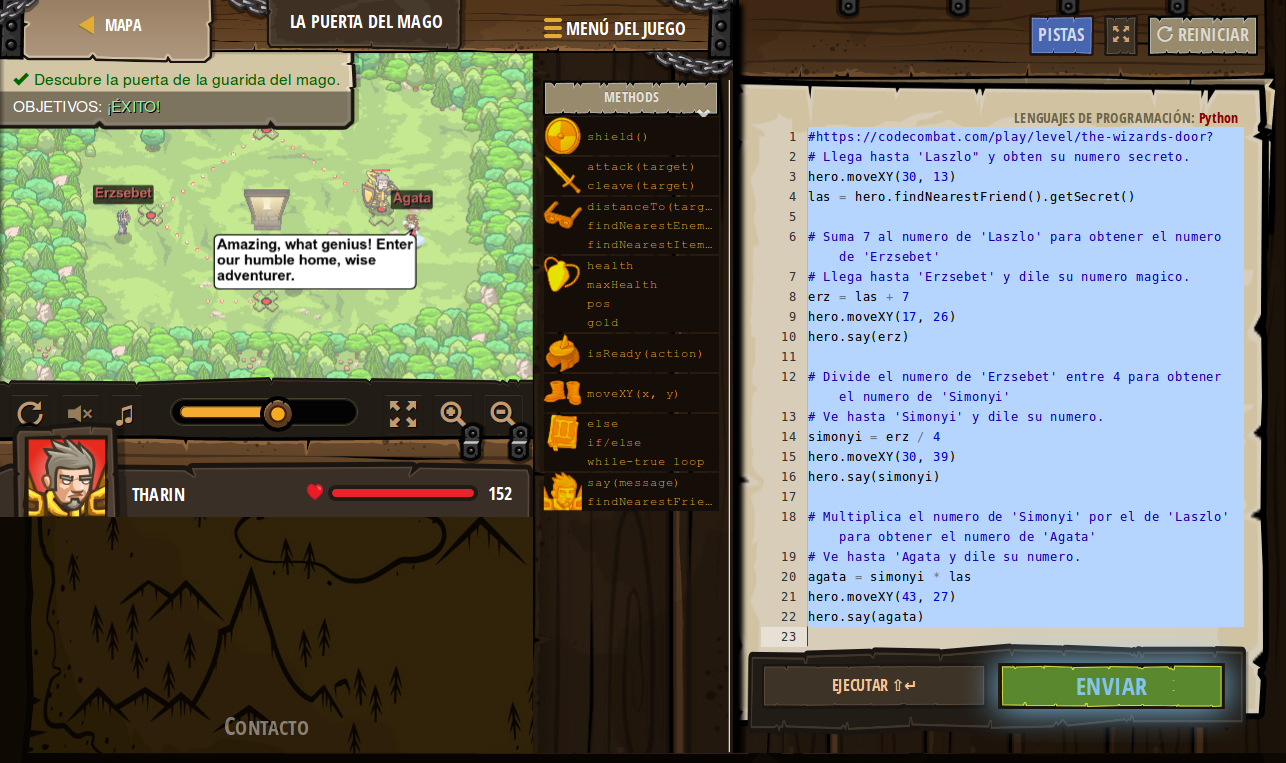 MAPA
LA PUERTA DEL MAGO
MENÚ DEL JUEGO
PISTAS
REINICIAR
Descubre la puerta de la guarida del mago.
OBJETIVOS: ¡ÉXITO!
Erzsebet
Agata
Amazing, what genius! Enter
our humble home, wise
adventurer.
THARIN
152
CONTACTO
METHODS
shield()
attack(target)
cleave(target)
distanceTo(targ…
findNearestEnem…
findNearestItem…
health
maxHealth
pos
gold
isReady(action)
moveXY(x, y)
else
if/else
while-true loop
say(message)
findNearestFrie…
LENGUAJES DE PROGRAMACIÓN: Python
1 #https://codecombat.com/play/level/the-wizards-door?
2 # Llega hasta 'Laszlo" y obten su numero secreto.
3 hero.moveXY(30, 13)
4 las = hero.findNearestFriend().getSecret()
5
6 # Suma 7 al numero de 'Laszlo' para obtener el numero
de 'Erzsebet'
7 # Llega hasta 'Erzsebet' y dile su numero magico.
8 erz = las + 7
9 hero.moveXY(17, 26)
10 hero.say(erz)
11
12 # Divide el numero de 'Erzsebet' entre 4 para obtener
el numero de 'Simonyi'
13 # Ve hasta 'Simonyi' y dile su numero.
14 simonyi = erz / 4
15 hero.moveXY(30, 39)
16 hero.say(simonyi)
17
18 # Multiplica el numero de 'Simonyi' por el de 'Laszlo'
para obtener el numero de 'Agata'
19 # Ve hasta 'Agata y dile su numero.
20 agata = simonyi * las
21 hero.moveXY(43, 27)
22 hero.say(agata)
23
EJECUTAR ⇧↵
ENVIAR